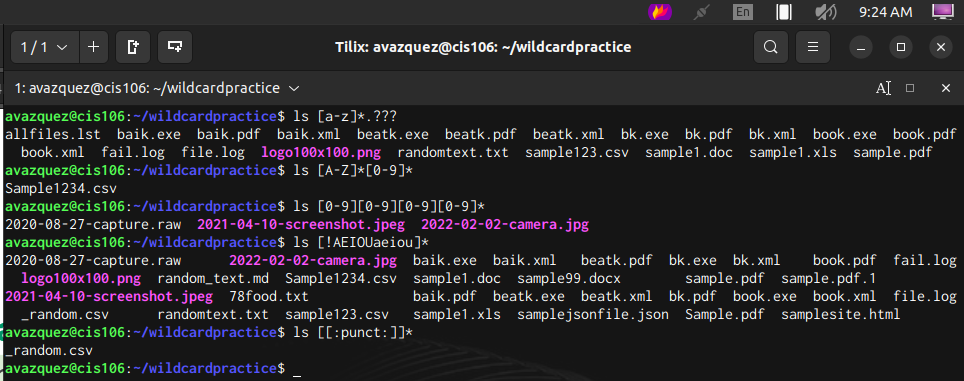 En 9:24 AM
1 / 1 Tilix: avazquez@cis106: ~/wildcardpractice
1: avazquez@cis106: ~/wildcardpractice
avazquez@cis106:~/wildcardpractice$ ls [a-z]*.???
allfiles.lst baik.exe baik.pdf baik.xml beatk.exe beatk.pdf beatk.xml bk.exe bk.pdf bk.xml book.exe book.pdf
book.xml fail.log file.log logo100x100.png randomtext.txt sample123.csv sample1.doc sample1.xls sample.pdf
avazquez@cis106:~/wildcardpractice$ ls [A-Z]*[0-9]*
Sample1234.csv
avazquez@cis106:~/wildcardpractice$ ls [0-9][0-9][0-9][0-9]*
2020-08-27-capture.raw 2021-04-10-screenshot.jpeg 2022-02-02-camera.jpg
avazquez@cis106:~/wildcardpractice$ ls [!AEIOUaeiou]*
2020-08-27-capture.raw 2022-02-02-camera.jpg baik.exe baik.xml beatk.pdf bk.exe bk.xml book.pdf fail.log
logo100x100.png random_text.md Sample1234.csv sample1.doc sample99.docx sample.pdf sample.pdf.1
2021-04-10-screenshot.jpeg 78food.txt baik.pdf beatk.exe beatk.xml bk.pdf book.exe book.xml file.log
_random.csv randomtext.txt sample123.csv sample1.xls samplejsonfile.json Sample.pdf samplesite.html
avazquez@cis106:~/wildcardpractice$ ls [[:punct:]]*
_random.csv
avazquez@cis106:~/wildcardpractice$ _